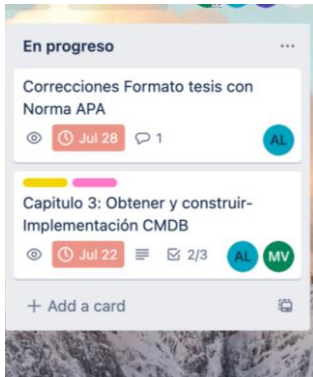 En progreso
Correcciones Formato tesis con
Norma APA
Jul 28 1 AL
Capitulo 3: Obtener y construir-
Implementación CMDB
Jul 22 2/3 AL MV
+ Add a card